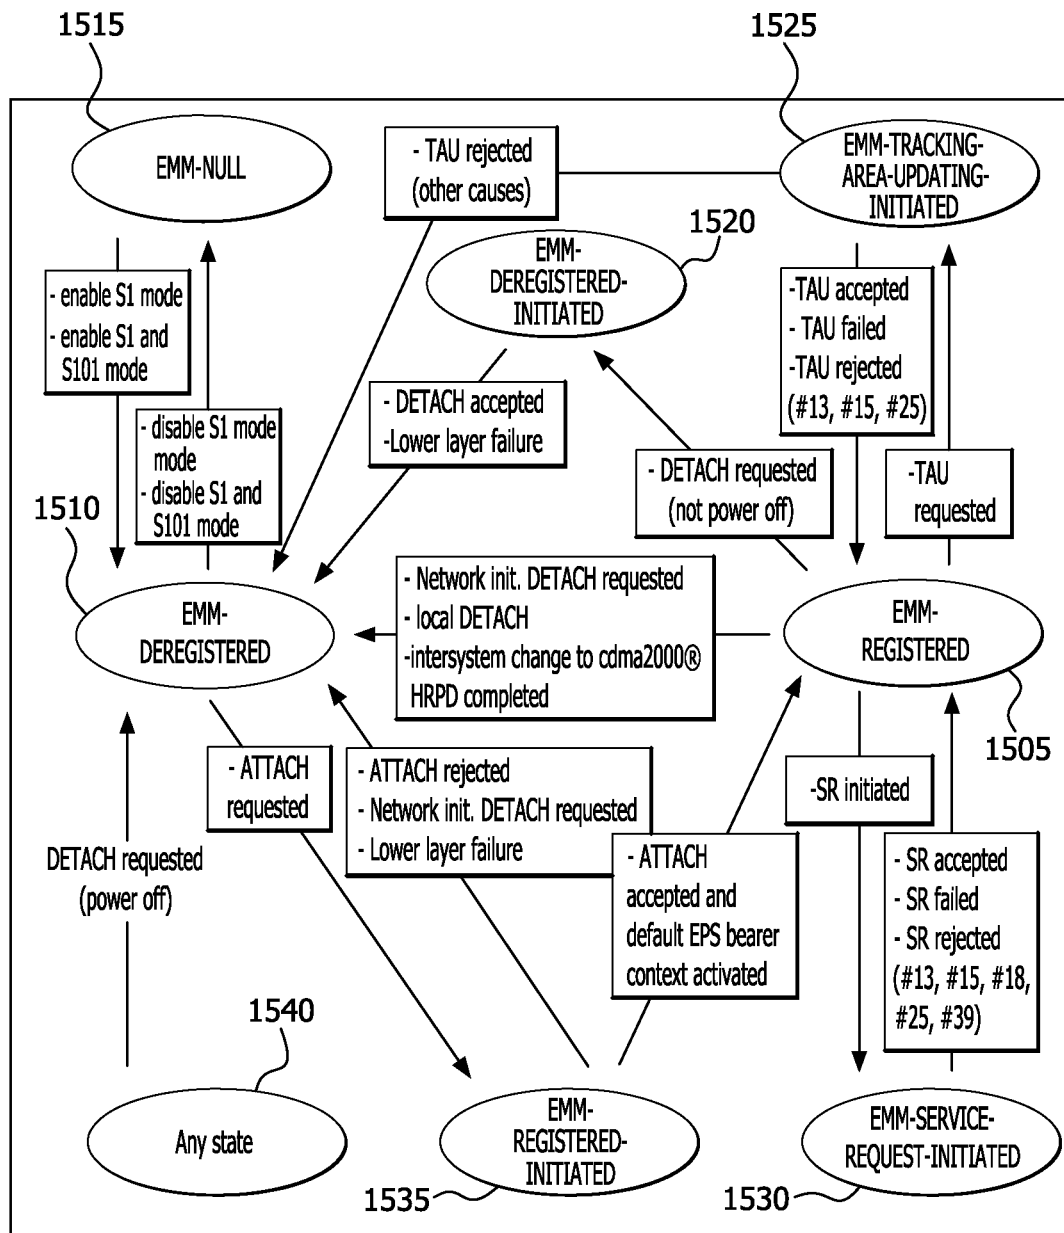 1515
1525
EMM-NULL
- TAU rejected
(other causes)
EMM-TRACKING-
AREA-UPDATING-
INITIATED
1520
EMM-
DEREGISTERED-
INITIATED
- enable S1 mode
- enable S1 and
S101 mode
-TAU accepted
- TAU failed
-TAU rejected
(#13, #15, #25)
- DETACH accepted
-Lower layer failure
- disable S1 mode
mode
- disable S1 and
S101 mode
- DETACH requested
(not power off)
-TAU
requested
1510
EMM-
DEREGISTERED
- Network init. DETACH requested
- local DETACH
-intersystem change to cdma2000®
HRPD completed
EMM-
REGISTERED
1505
- ATTACH
requested
- ATTACH rejected
- Network init. DETACH requested
- Lower layer failure
-SR initiated
DETACH requested
(power off)
- ATTACH
accepted and
default EPS bearer
context activated
- SR accepted
- SR failed
- SR rejected
(#13, #15, #18,
#25, #39)
1540
Any state
EMM-
REGISTERED-
INITIATED
EMM-SERVICE-
REQUEST-INITIATED
1535
1530